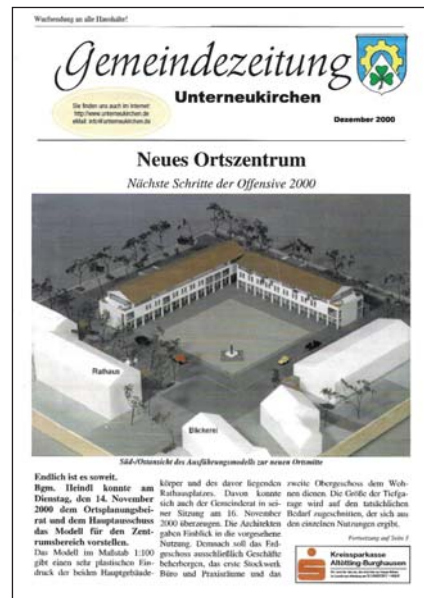 Wurfsendung an alle Haushalte!
Gemeindezeitung
Unterneukirchen
Sie finden uns auch im Internet:
http://www.unterneukirchen.de
eMail: info@unterneukirchen.de
Dezember 2000
Neues Ortszentrum
Nächste Schritte der Offensive 2000
Rathaus
Bäckerei
Süd-/Ostansicht des Ausführungsmodells zur neuen Ortsmitte
Endlich ist es soweit.
Bgm. Heindl konnte am
Dienstag, den 14. November
2000 dem Ortsplanungsbei-
rat und dem Hauptausschuss
das Modell für den Zent-
rumsbereich vorstellen.
Das Modell im Maßstab 1:100
gibt einen sehr plastischen Ein-
druck der beiden Hauptgebäude-
körper und des davor liegenden
Rathausplatzes. Davon konnte
sich auch der Gemeinderat in sei-
ner Sitzung am 16. November
2000 überzeugen. Die Architekten
gaben Einblick in die vorgesehene
Nutzung. Demnach soll das Erd-
geschoss ausschließlich Geschäfte
beherbergen, das erste Stockwerk
Büro und Praxisräume und das
zweite Obergeschoss dem Woh-
nen dienen. Die Größe der Tiefga-
rage wird auf den tatsächlichen
Bedarf zugeschnitten, der sich aus
den einzelnen Nutzungen ergibt.
Fortsetzung auf Seite 3
Kreissparkasse
Altötting-Burghausen